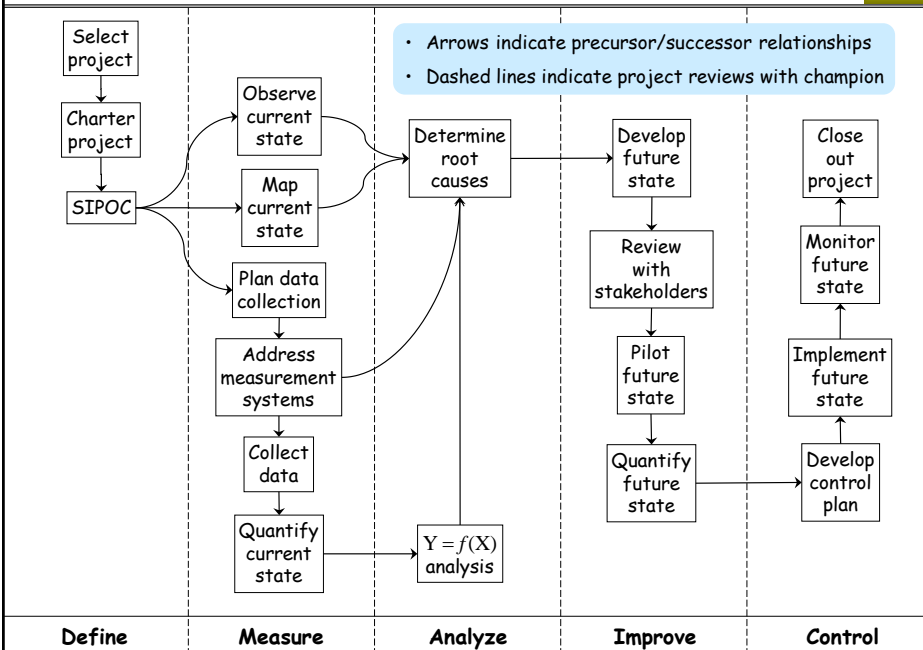 • Arrows indicate precursor/successor relationships
• Dashed lines indicate project reviews with champion
Select
project
Charter
project
SIPOC
Observe
current
state
Map
current
state
Plan data
collection
Address
measurement
systems
Collect
data
Quantify
current
state
Determine
root
causes
Y = f(X)
analysis
Develop
future
state
Review
with
stakeholders
Pilot
future
state
Quantify
future
state
Close
out
project
Monitor
future
state
Implement
future
state
Develop
control
plan
Define
Measure
Analyze
Improve
Control